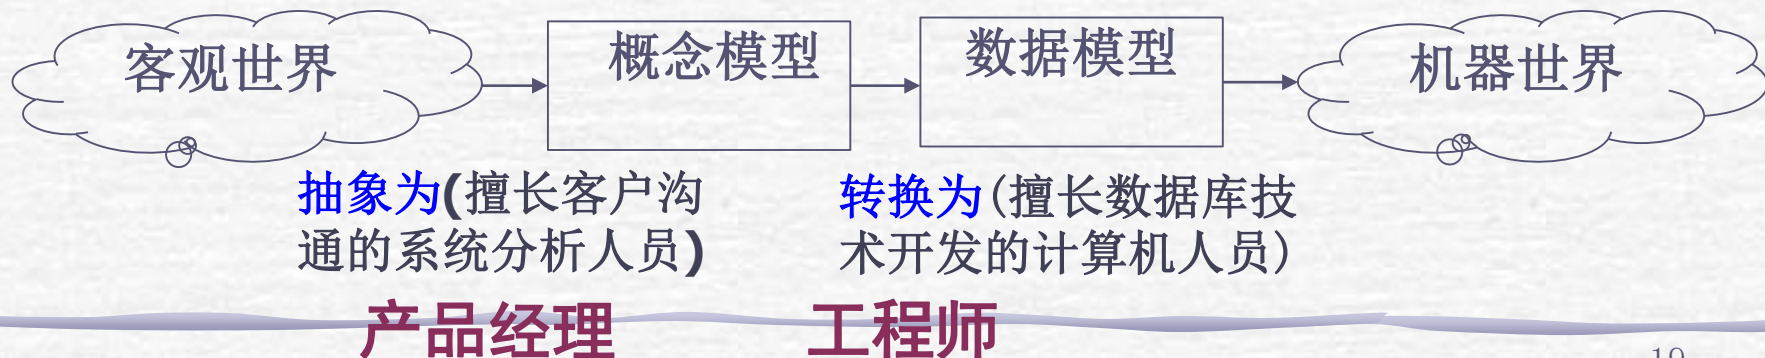 客观世界
概念模型
数据模型
机器世界
抽象为(擅长客户沟
通的系统分析人员)
转换为(擅长数据库技
术开发的计算机人员)
产品经理
工程师